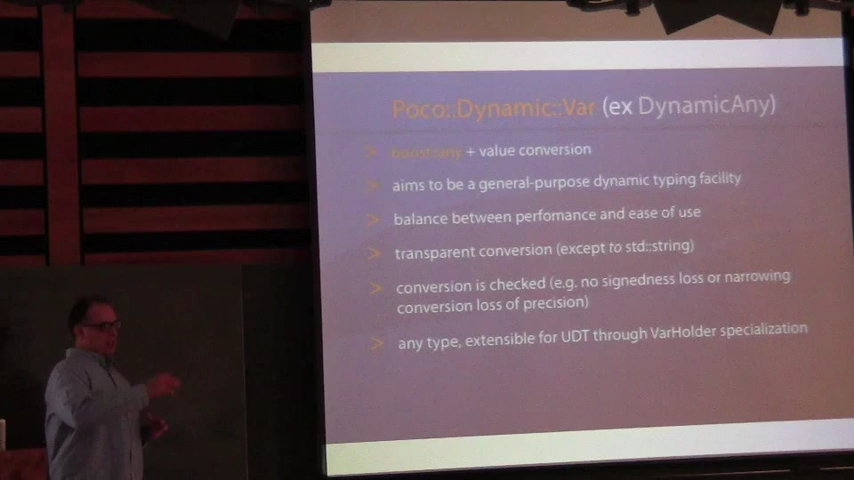 Poco::Dynamic::Var (ex DynamicAny)
> boost::any + value conversion
> aims to be a general-purpose dynamic typing facility
> balance between perfomance and ease of use
> transparent conversion (except to std::string)
> conversion is checked (e.g. no signedness loss or narrowing
conversion loss of precision)
> any type, extensible for UDT through VarHolder specialization